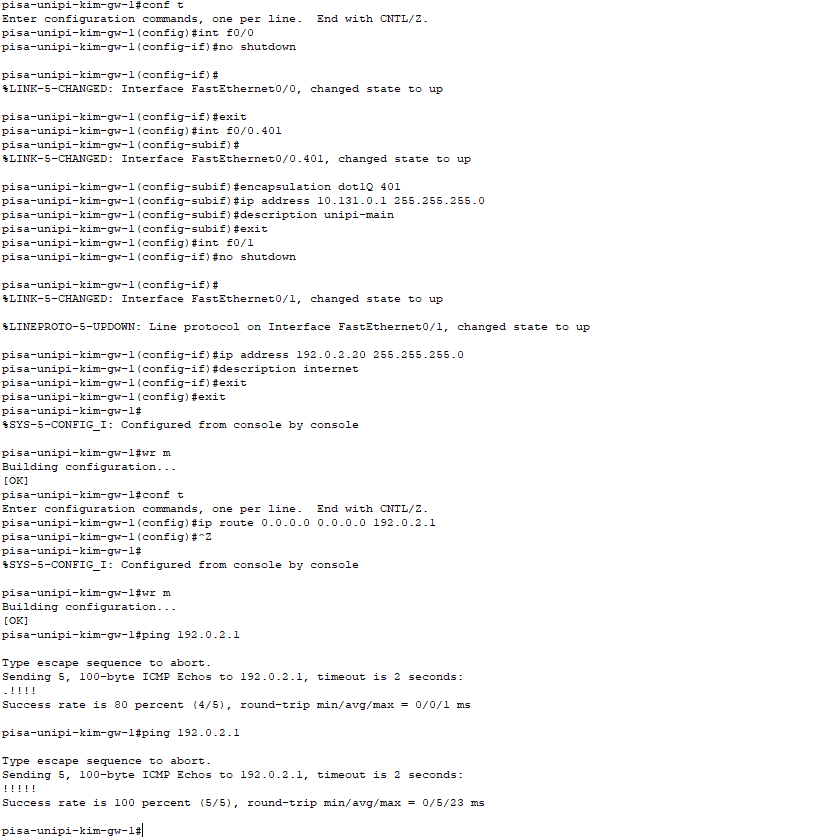 pisa-unipi-kim-gw-1#conf t
Enter configuration commands, one per line.  End with CNTL/Z.
pisa-unipi-kim-gw-1(config)#int f0/0
pisa-unipi-kim-gw-1(config-if)#no shutdown
pisa-unipi-kim-gw-1(config-if)#
%LINK-5-CHANGED: Interface FastEthernet0/0, changed state to up
pisa-unipi-kim-gw-1(config-if)#exit
pisa-unipi-kim-gw-1(config)#int f0/0.401
pisa-unipi-kim-gw-1(config-subif)#
%LINK-5-CHANGED: Interface FastEthernet0/0.401, changed state to up
pisa-unipi-kim-gw-1(config-subif)#encapsulation dot1Q 401
pisa-unipi-kim-gw-1(config-subif)#ip address 10.131.0.1 255.255.255.0
pisa-unipi-kim-gw-1(config-subif)#description unipi-main
pisa-unipi-kim-gw-1(config-subif)#exit
pisa-unipi-kim-gw-1(config)#int f0/1
pisa-unipi-kim-gw-1(config-if)#no shutdown
pisa-unipi-kim-gw-1(config-if)#
%LINK-5-CHANGED: Interface FastEthernet0/1, changed state to up
%LINEPROTO-5-UPDOWN: Line protocol on Interface FastEthernet0/1, changed state to up
pisa-unipi-kim-gw-1(config-if)#ip address 192.0.2.20 255.255.255.0
pisa-unipi-kim-gw-1(config-if)#description internet
pisa-unipi-kim-gw-1(config-if)#exit
pisa-unipi-kim-gw-1(config)#exit
pisa-unipi-kim-gw-1#
%SYS-5-CONFIG_I: Configured from console by console
pisa-unipi-kim-gw-1#wr m
Building configuration...
[OK]
pisa-unipi-kim-gw-1#conf t
Enter configuration commands, one per line.  End with CNTL/Z.
pisa-unipi-kim-gw-1(config)#ip route 0.0.0.0 0.0.0.0 192.0.2.1
pisa-unipi-kim-gw-1(config)#^Z
pisa-unipi-kim-gw-1#
%SYS-5-CONFIG_I: Configured from console by console
pisa-unipi-kim-gw-1#wr m
Building configuration...
[OK]
pisa-unipi-kim-gw-1#ping 192.0.2.1
Type escape sequence to abort.
Sending 5, 100-byte ICMP Echos to 192.0.2.1, timeout is 2 seconds:
.!!!!
Success rate is 80 percent (4/5), round-trip min/avg/max = 0/0/1 ms
pisa-unipi-kim-gw-1#ping 192.0.2.1
Type escape sequence to abort.
Sending 5, 100-byte ICMP Echos to 192.0.2.1, timeout is 2 seconds:
!!!!!
Success rate is 100 percent (5/5), round-trip min/avg/max = 0/5/23 ms
pisa-unipi-kim-gw-1#